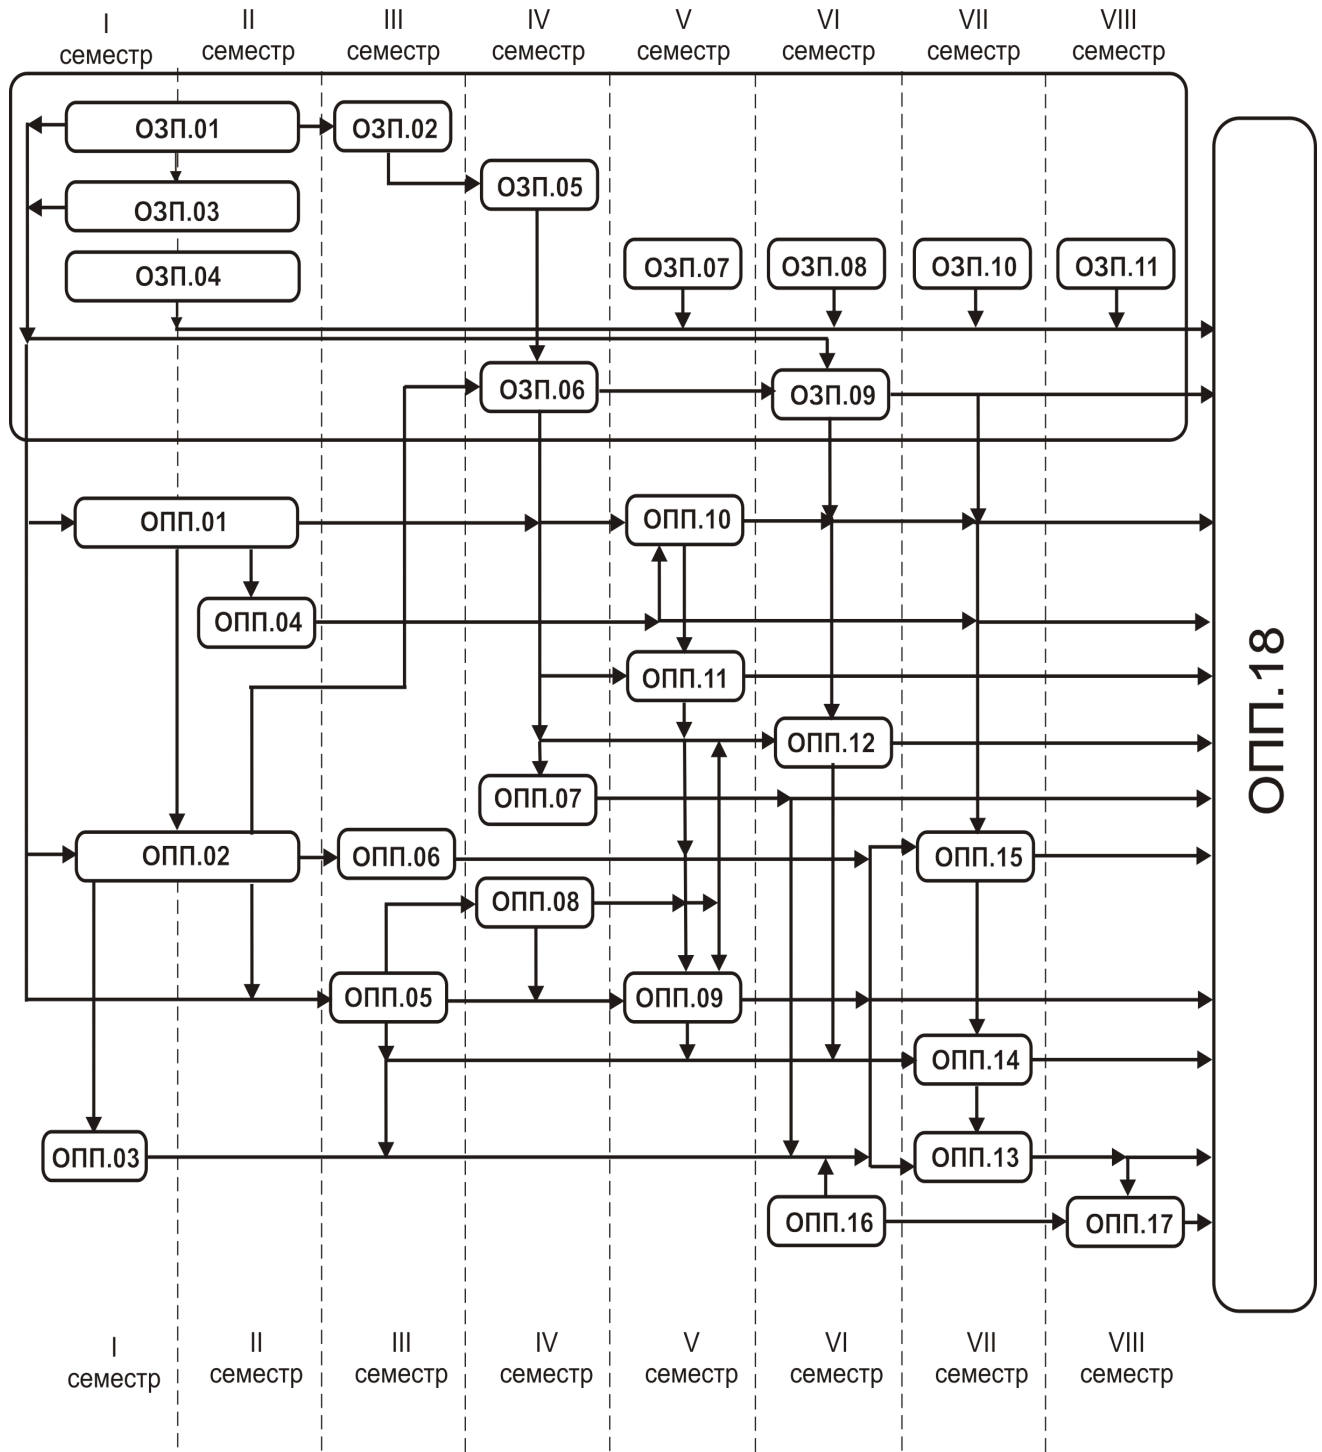 I
семестр
II
семестр
III
семестр
IV
семестр
V
семестр
VI
семестр
VII
семестр
VIII
семестр
ОЗП.01
ОЗП.02
ОЗП.05
ОЗП.03
ОЗП.04
ОЗП.07
ОЗП.08
ОЗП.10
ОЗП.11
ОЗП.06
ОЗП.09
ОПП.01
ОПП.10
ОПП.04
ОПП.11
ОПП.12
ОПП.07
ОПП.02
ОПП.06
ОПП.15
ОПП.08
ОПП.05
ОПП.09
ОПП.14
ОПП.03
ОПП.13
ОПП.16
ОПП.17
ОПП.18
I
семестр
II
семестр
III
семестр
IV
семестр
V
семестр
VI
семестр
VII
семестр
VIII
семестр